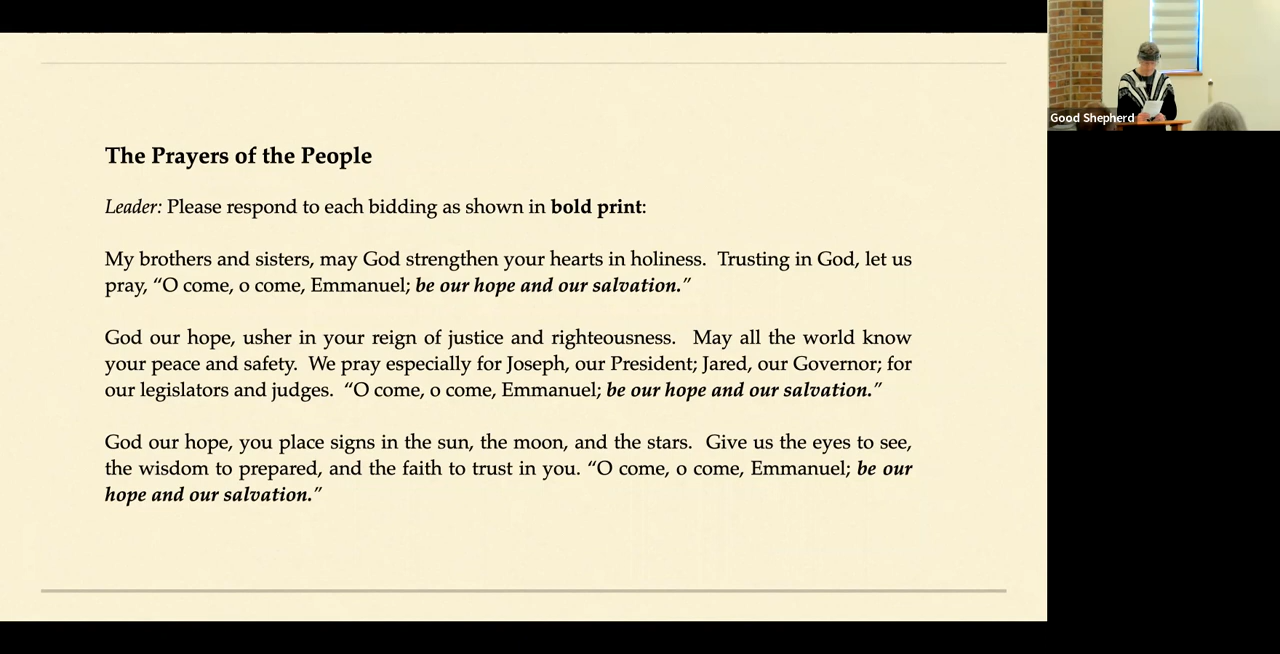 The Prayers of the People
Leader: Please respond to each bidding as shown in bold print:
My brothers and sisters, may God strengthen your hearts in holiness.  Trusting in God, let us
pray, “O come, o come, Emmanuel; be our hope and our salvation.”
God our hope, usher in your reign of justice and righteousness.  May all the world know
your peace and safety.  We pray especially for Joseph, our President; Jared, our Governor; for
our legislators and judges.  “O come, o come, Emmanuel; be our hope and our salvation.”
God our hope, you place signs in the sun, the moon, and the stars.  Give us the eyes to see,
the wisdom to prepared, and the faith to trust in you. “O come, o come, Emmanuel; be our
hope and our salvation.”
Good Shepherd